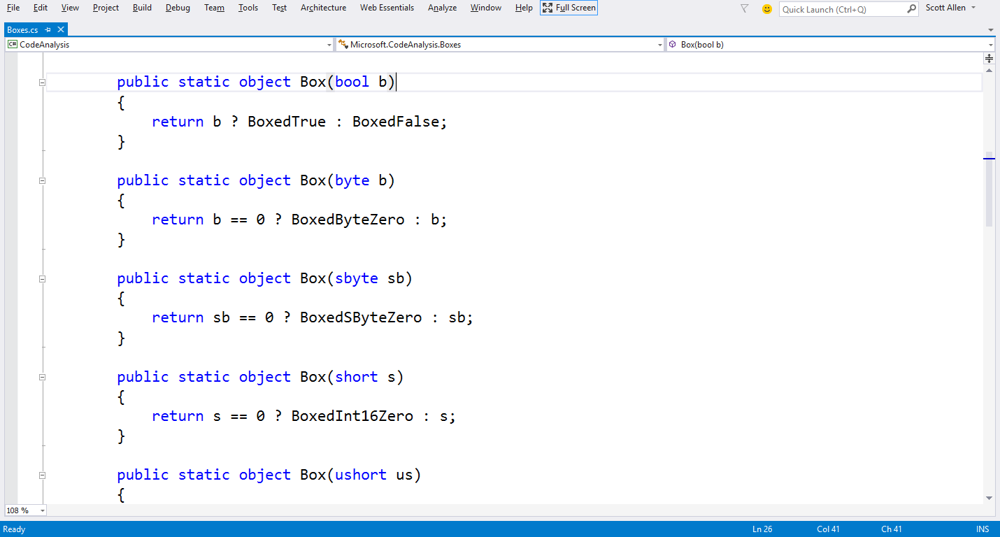 File Edit View Project Build Debug Team Tools Test Architecture Web Essentials Analyze Window Help Full Screen Quick Launch (Ctrl+Q) Scott Allen
Boxes.cs
C# CodeAnalysis Microsoft.CodeAnalysis.Boxes Box(bool b)
public static object Box(bool b)
{
return b ? BoxedTrue : BoxedFalse;
}
public static object Box(byte b)
{
return b == 0 ? BoxedByteZero : b;
}
public static object Box(sbyte sb)
{
return sb == 0 ? BoxedSByteZero : sb;
}
public static object Box(short s)
{
return s == 0 ? BoxedInt16Zero : s;
}
public static object Box(ushort us)
{
108 %
Ready Ln 26 Col 41 Ch 41 INS